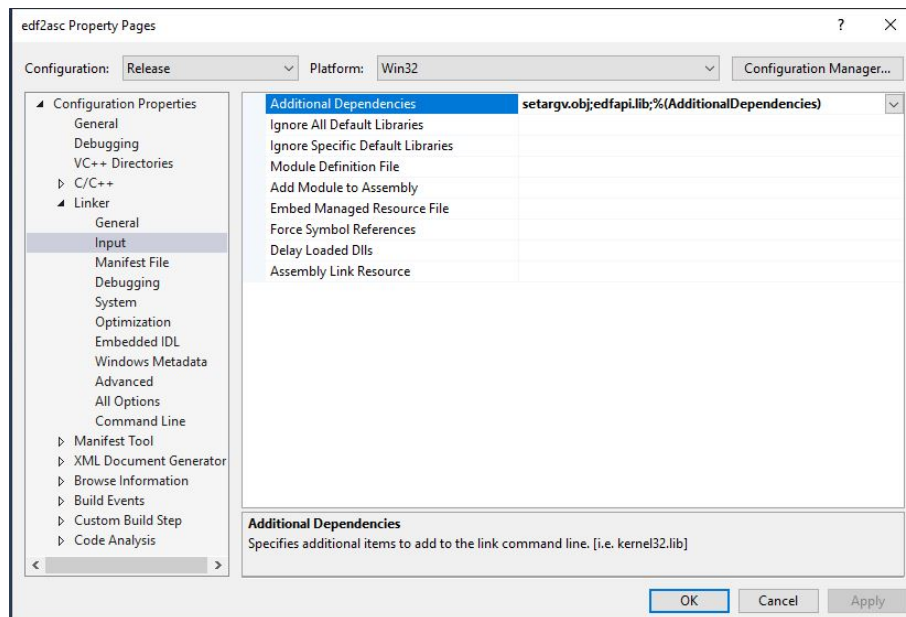 edf2asc Property Pages
Configuration: Release Platform: Win32 Configuration Manager...
Configuration Properties
General
Debugging
VC++ Directories
C/C++
Linker
General
Input
Manifest File
Debugging
System
Optimization
Embedded IDL
Windows Metadata
Advanced
All Options
Command Line
Manifest Tool
XML Document Generator
Browse Information
Build Events
Custom Build Step
Code Analysis
Additional Dependencies setargv.obj;edfapi.lib;%(AdditionalDependencies)
Ignore All Default Libraries
Ignore Specific Default Libraries
Module Definition File
Add Module to Assembly
Embed Managed Resource File
Force Symbol References
Delay Loaded Dlls
Assembly Link Resource
Additional Dependencies
Specifies additional items to add to the link command line. [i.e. kernel32.lib]
OK Cancel Apply